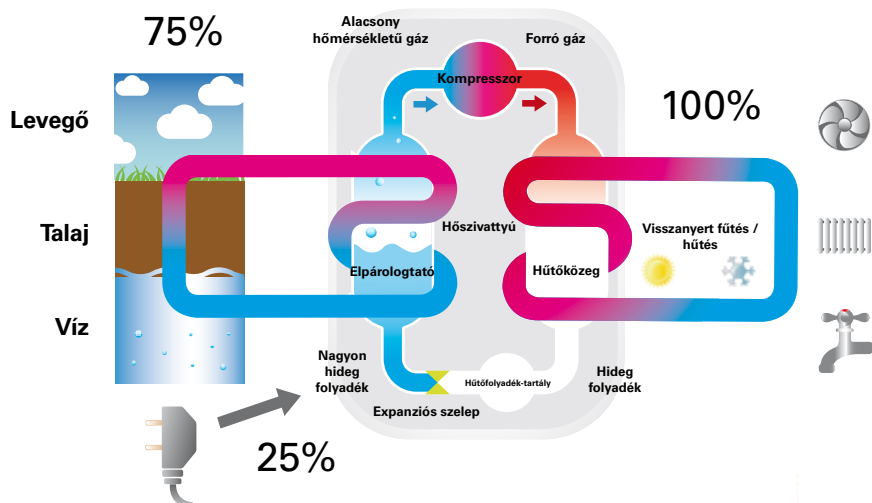 75%
Alacsony
hőmérsékletű gáz
Forró gáz
Kompresszor
100%
Levegő
Talaj
Víz
Hőszivattyú
Visszanyert fűtés /
hűtés
Elpárologtató
Hűtőközeg
Nagyon
hideg
folyadék
Hűtőfolyadék-tartály
Hideg
folyadék
Expanziós szelep
25%